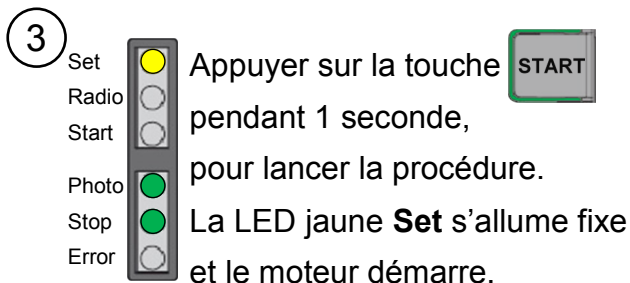 3
Set
Radio
Start
Photo
Stop
Error
Appuyer sur la touche START
pendant 1 seconde,
pour lancer la procédure.
La LED jaune Set s’allume fixe
et le moteur démarre.